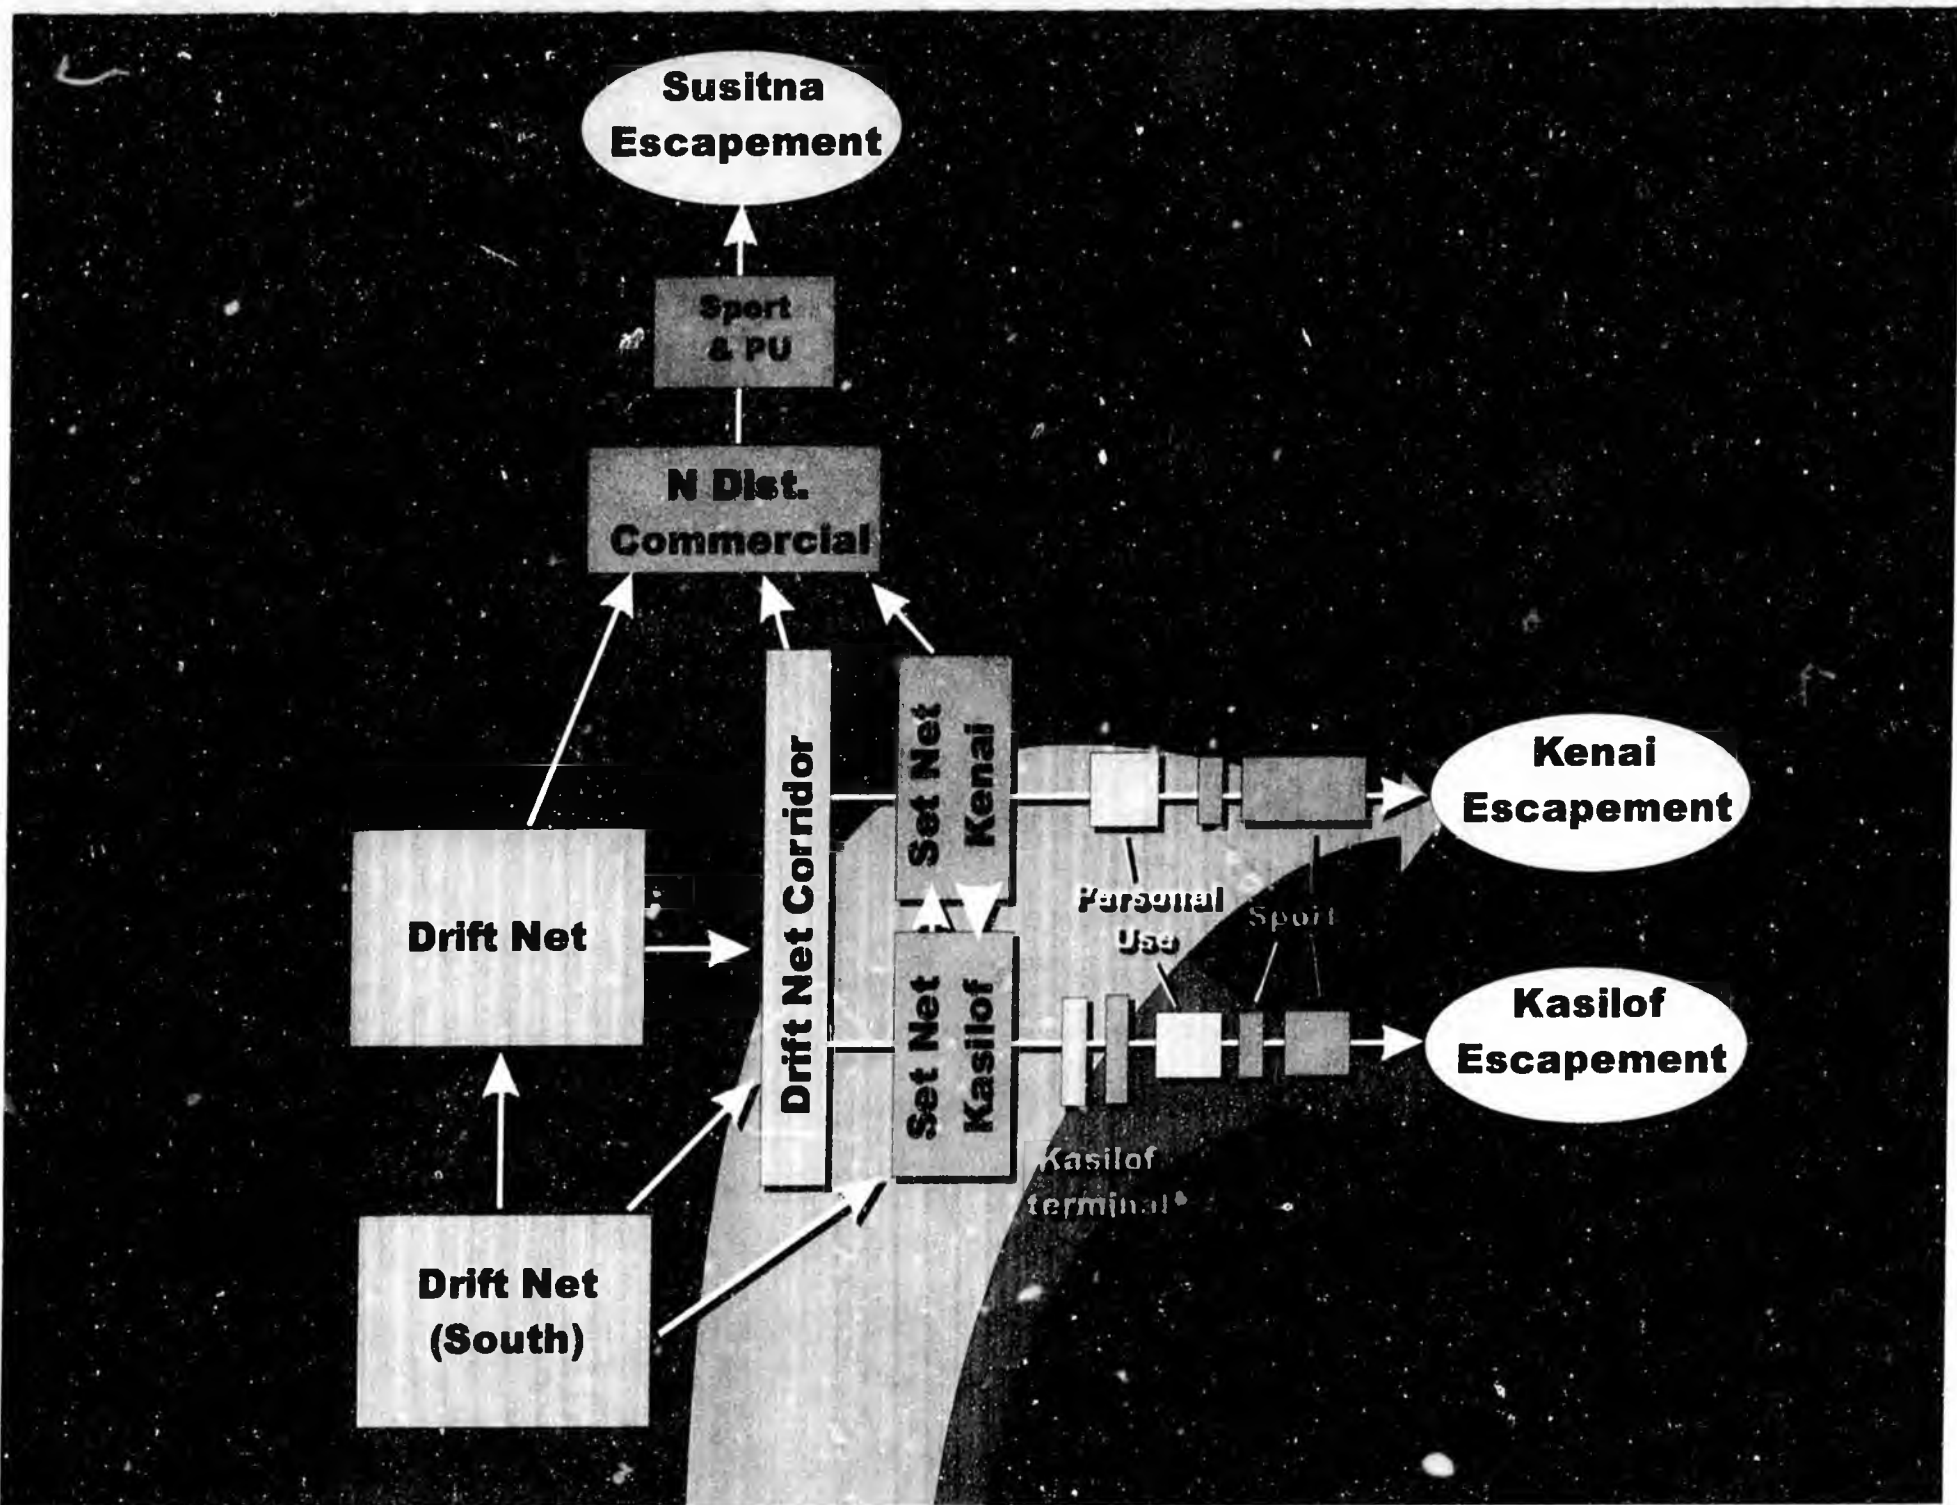 Susitna
Escapement
Sport
& PU
N Dist.
Commercial
Drift Net Corridor
Set Net
Kenai
Kenai
Escapement
Drift Net
Personal
Use
Sport
Set Net
Kasilof
Kasilof
Escapement
Kasilof
terminal
Drift Net
(South)